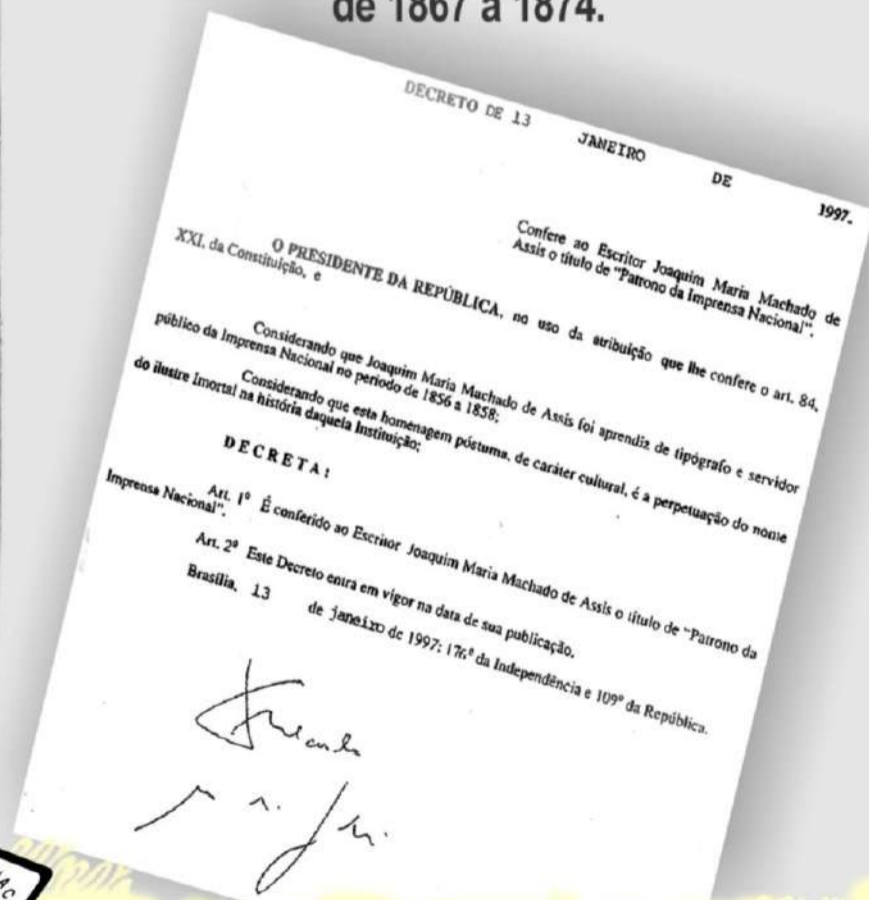 de 1867 a 1874.
DECRETO DE 13 JANEIRO DE 1997.
Confere ao Escritor Joaquim Maria Machado de
Assis o título de "Patrono da Imprensa Nacional".
O PRESIDENTE DA REPÚBLICA, no uso da atribuição que lhe confere o art. 84,
XXI, da Constituição, e
Considerando que Joaquim Maria Machado de Assis foi aprendiz de tipógrafo e servidor
público da Imprensa Nacional no período de 1856 a 1858;
Considerando que esta homenagem póstuma, de caráter cultural, é a perpetuação do nome
do ilustre Imortal na história daquela Instituição;
DECRETA:
Art. 1º É conferido ao Escritor Joaquim Maria Machado de Assis o título de "Patrono da
Imprensa Nacional".
Art. 2º Este Decreto entra em vigor na data de sua publicação.
Brasília, 13 de janeiro de 1997; 176º da Independência e 109º da República.